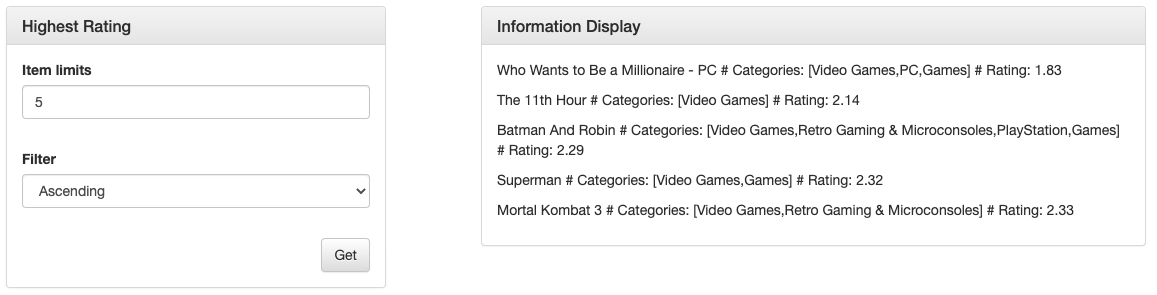 Highest Rating
Item limits
5
Filter
Ascending
Get
Information Display
Who Wants to Be a Millionaire - PC # Categories: [Video Games,PC,Games] # Rating: 1.83
The 11th Hour # Categories: [Video Games] # Rating: 2.14
Batman And Robin # Categories: [Video Games,Retro Gaming & Microconsoles,PlayStation,Games]
# Rating: 2.29
Superman # Categories: [Video Games,Games] # Rating: 2.32
Mortal Kombat 3 # Categories: [Video Games,Retro Gaming & Microconsoles] # Rating: 2.33